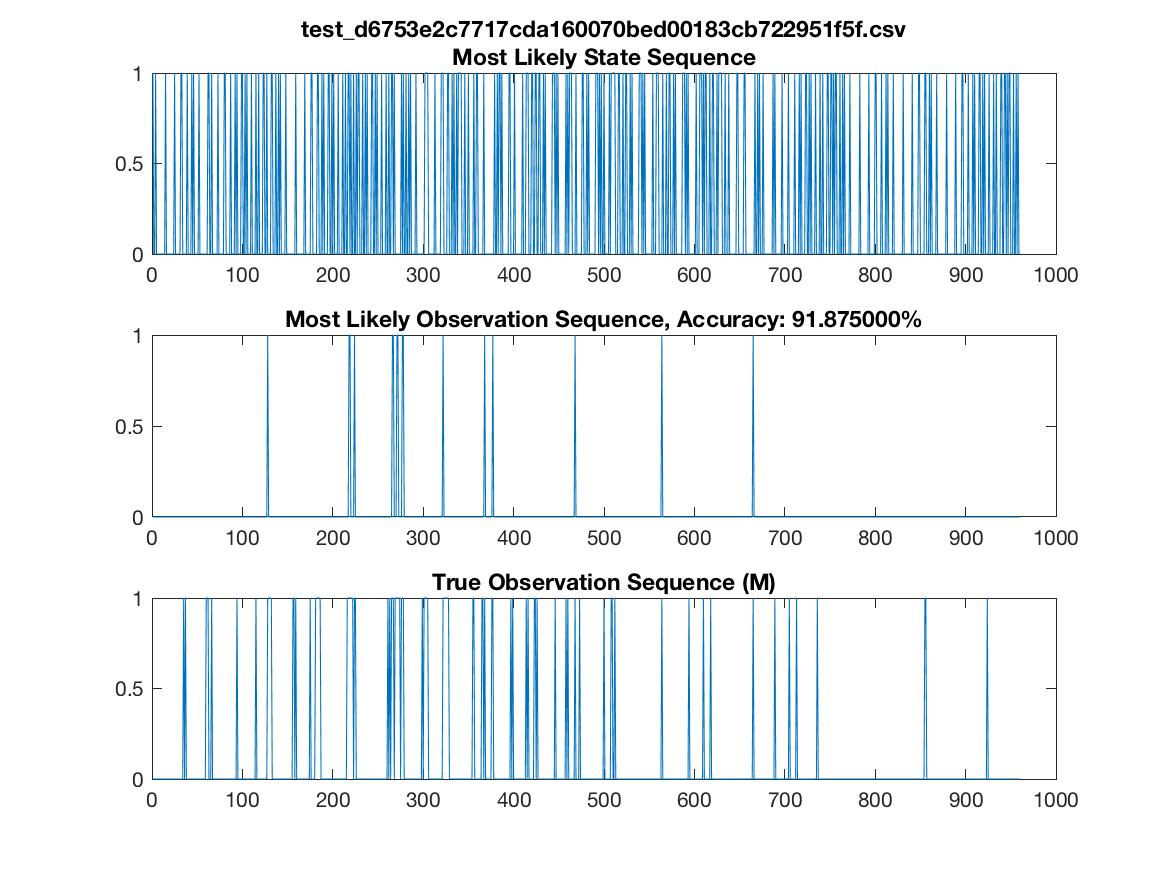 test_d6753e2c7717cda160070bed00183cb722951f5f.csv
Most Likely State Sequence
1
0.5
0
0 100 200 300 400 500 600 700 800 900 1000
Most Likely Observation Sequence, Accuracy: 91.875000%
1
0.5
0
0 100 200 300 400 500 600 700 800 900 1000
True Observation Sequence (M)
1
0.5
0
0 100 200 300 400 500 600 700 800 900 1000